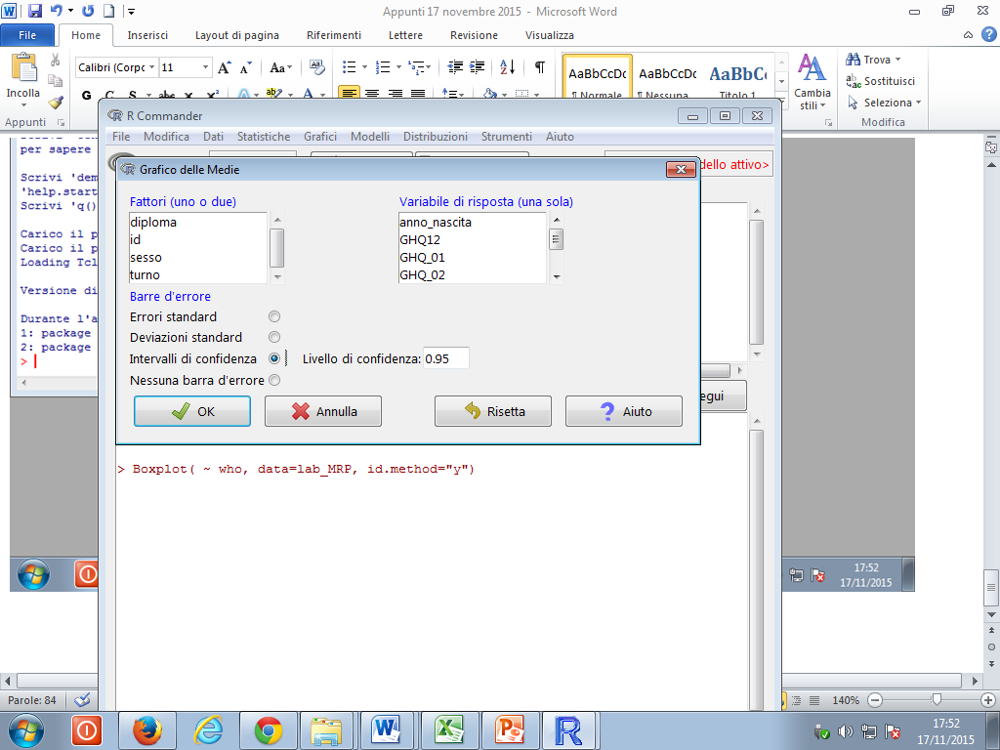 Appunti 17 novembre 2015 - Microsoft Word
File Home Inserisci Layout di pagina Riferimenti Lettere Revisione Visualizza
Incolla
Calibri (Corpc 11
G C S abc
Appunti
AaBbCcDc AaBbCcDc AaBbC
¶ Normale ¶ Nessuna Titolo 1
Cambia stili
Trova
Sostituisci
Seleziona
Modifica
per sapere
Scrivi 'dem
'help.start
Scrivi 'q()
Carico il p
Carico il p
Loading Tcl
Versione di
Durante l'a
1: package
2: package
>
R Commander
File Modifica Dati Statistiche Grafici Modelli Distribuzioni Strumenti Aiuto
dello attivo>
Grafico delle Medie
Fattori (uno o due)
diploma
id
sesso
turno
Variabile di risposta (una sola)
anno_nascita
GHQ12
GHQ_01
GHQ_02
Barre d'errore
Errori standard
Deviazioni standard
Intervalli di confidenza Livello di confidenza: 0.95
Nessuna barra d'errore
OK Annulla Risetta Aiuto
egui
> Boxplot( ~ who, data=lab_MRP, id.method="y")
17:52
17/11/2015
Parole: 84
140%
17:52
17/11/2015